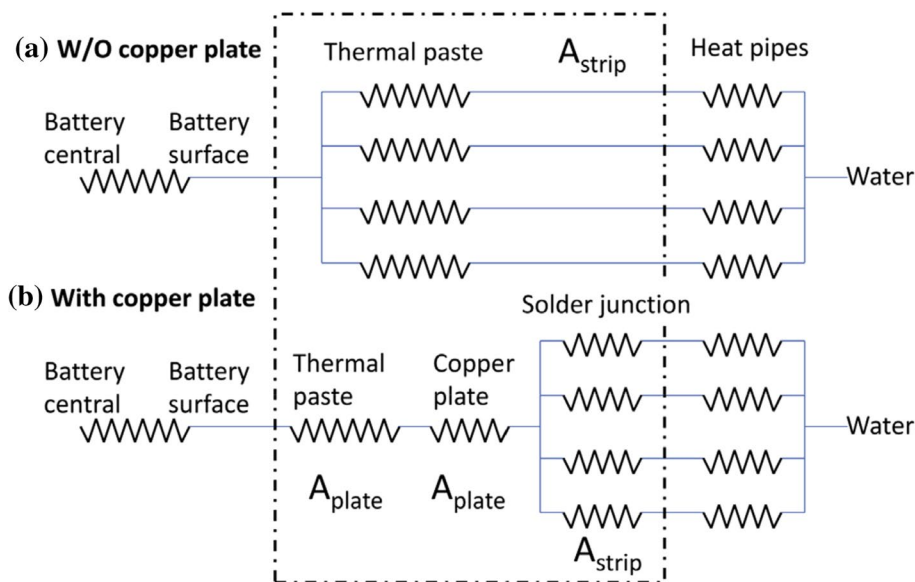 (a) W/O copper plate
Thermal paste
A_strip
Heat pipes
Battery central
Battery surface
Water
(b) With copper plate
Solder junction
Battery central
Battery surface
Thermal paste
Copper plate
Water
A_plate
A_plate
A_strip